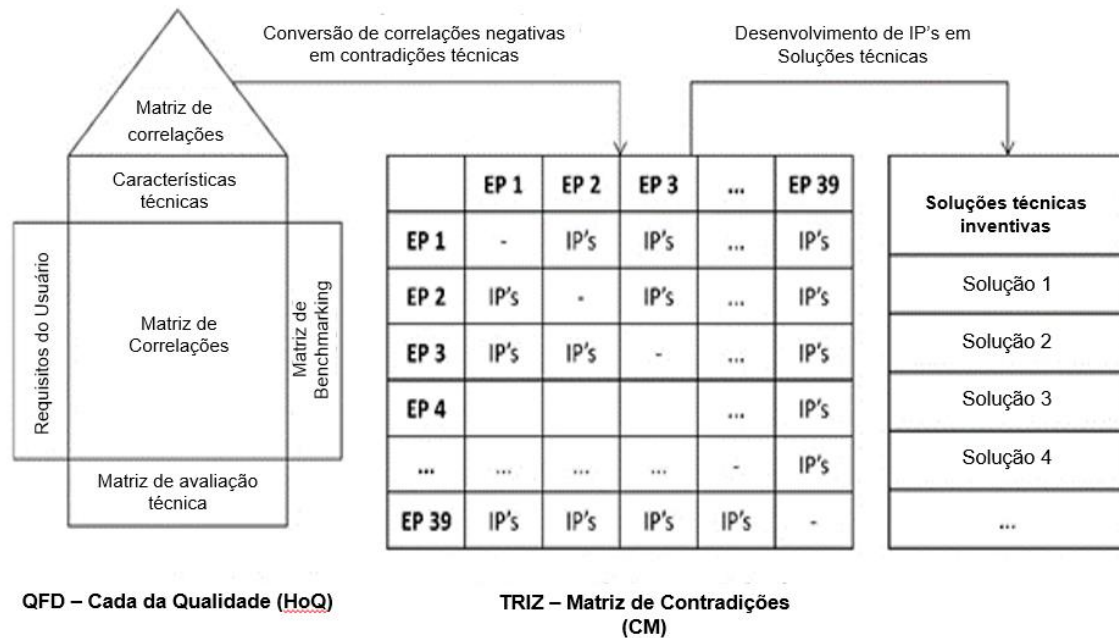 Conversão de correlações negativas
em contradições técnicas
Desenvolvimento de IP's em
Soluções técnicas
Matriz de
correlações
Características
técnicas
Requisitos do Usuário
Matriz de
Correlações
Matriz de
Benchmarking
Matriz de avaliação
técnica
EP 1 EP 2 EP 3 ... EP 39
EP 1 - IP's IP's ... IP's
EP 2 IP's - IP's ... IP's
EP 3 IP's IP's - ... IP's
EP 4 ... IP's
... ... ... ... - IP's
EP 39 IP's IP's IP's IP's -
Soluções técnicas
inventivas
Solução 1
Solução 2
Solução 3
Solução 4
...
QFD – Cada da Qualidade (HoQ)
TRIZ – Matriz de Contradições
(CM)